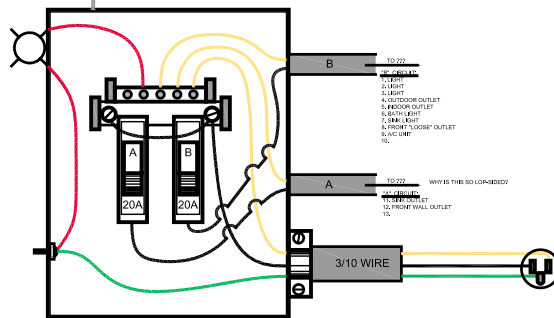 B
TO ???
"B" CIRCUIT:
1. LIGHT
2. LIGHT
3. LIGHT
4. OUTDOOR OUTLET
5. INDOOR OUTLET
6. BATH LIGHT
7. SINK LIGHT
8. FRONT "LOOSE" OUTLET
9. A/C UNIT
10.
A
B
20A
20A
A
TO ???
WHY IS THIS SO LOP-SIDED?
"A" CIRCUIT:
11. SINK OUTLET
12. FRONT WALL OUTLET
13.
3/10 WIRE